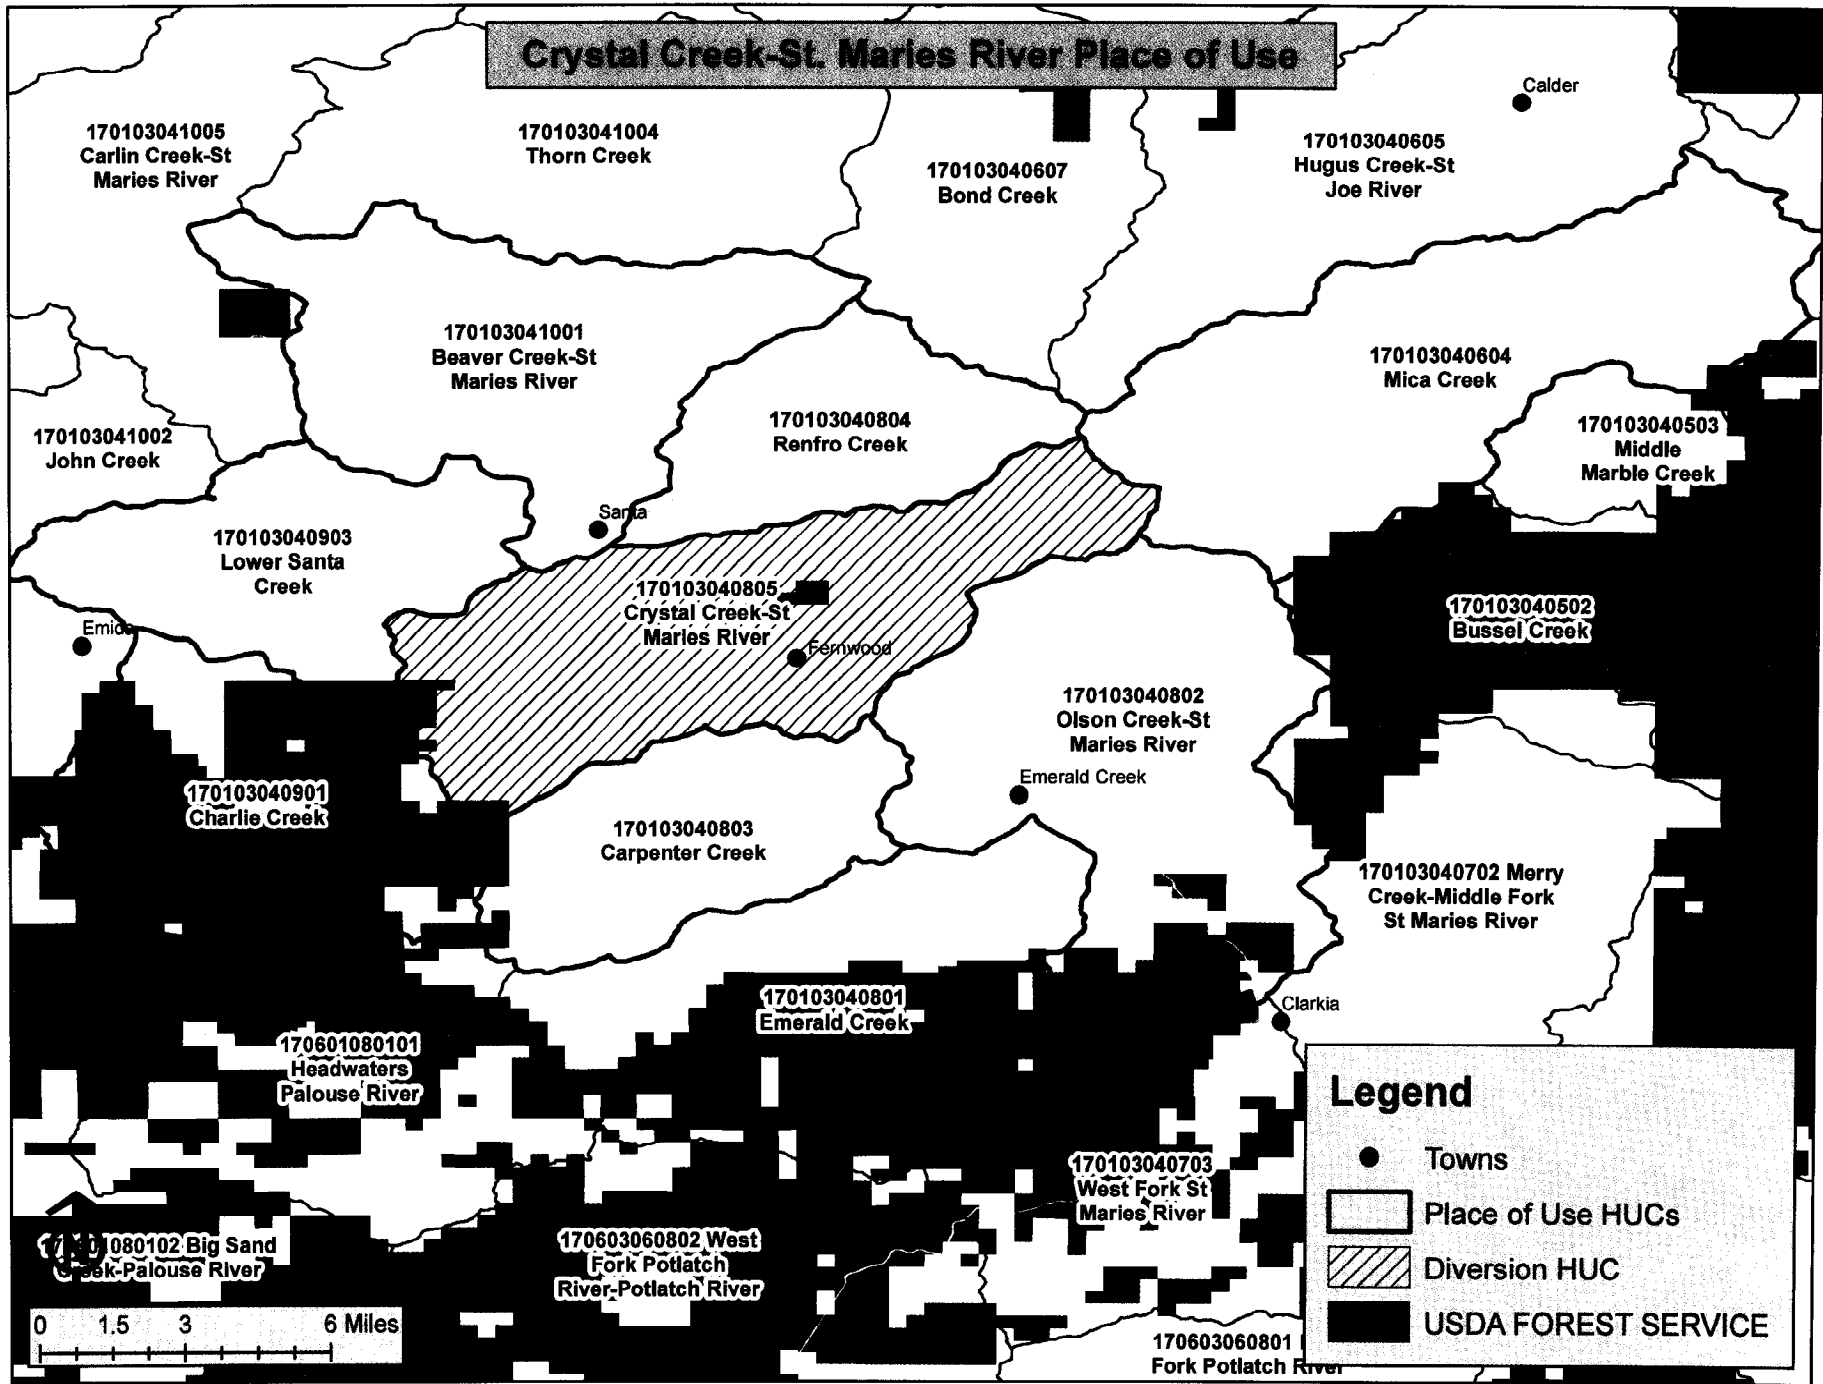 Crystal Creek-St. Maries River Place of Use
Calder
170103041005
Carlin Creek-St
Maries River
170103041004
Thorn Creek
170103040607
Bond Creek
170103040605
Hugus Creek-St
Joe River
170103041001
Beaver Creek-St
Maries River
170103040604
Mica Creek
170103040804
Renfro Creek
170103040503
Middle
Marble Creek
170103041002
John Creek
Santa
170103040903
Lower Santa
Creek
170103040805
Crystal Creek-St
Maries River
Fernwood
170103040502
Bussel Creek
Emida
170103040802
Olson Creek-St
Maries River
Emerald Creek
170103040901
Charlie Creek
170103040803
Carpenter Creek
170103040702 Merry
Creek-Middle Fork
St Maries River
170103040801
Emerald Creek
Clarkia
170601080101
Headwaters
Palouse River
170103040703
West Fork St
Maries River
080102 Big Sand
-Palouse River
N
170603060802 West
Fork Potlatch
River-Potlatch River
170603060801
Fork Potlatch River
0 1.5 3 6 Miles
Legend
Towns
Place of Use HUCs
Diversion HUC
USDA FOREST SERVICE